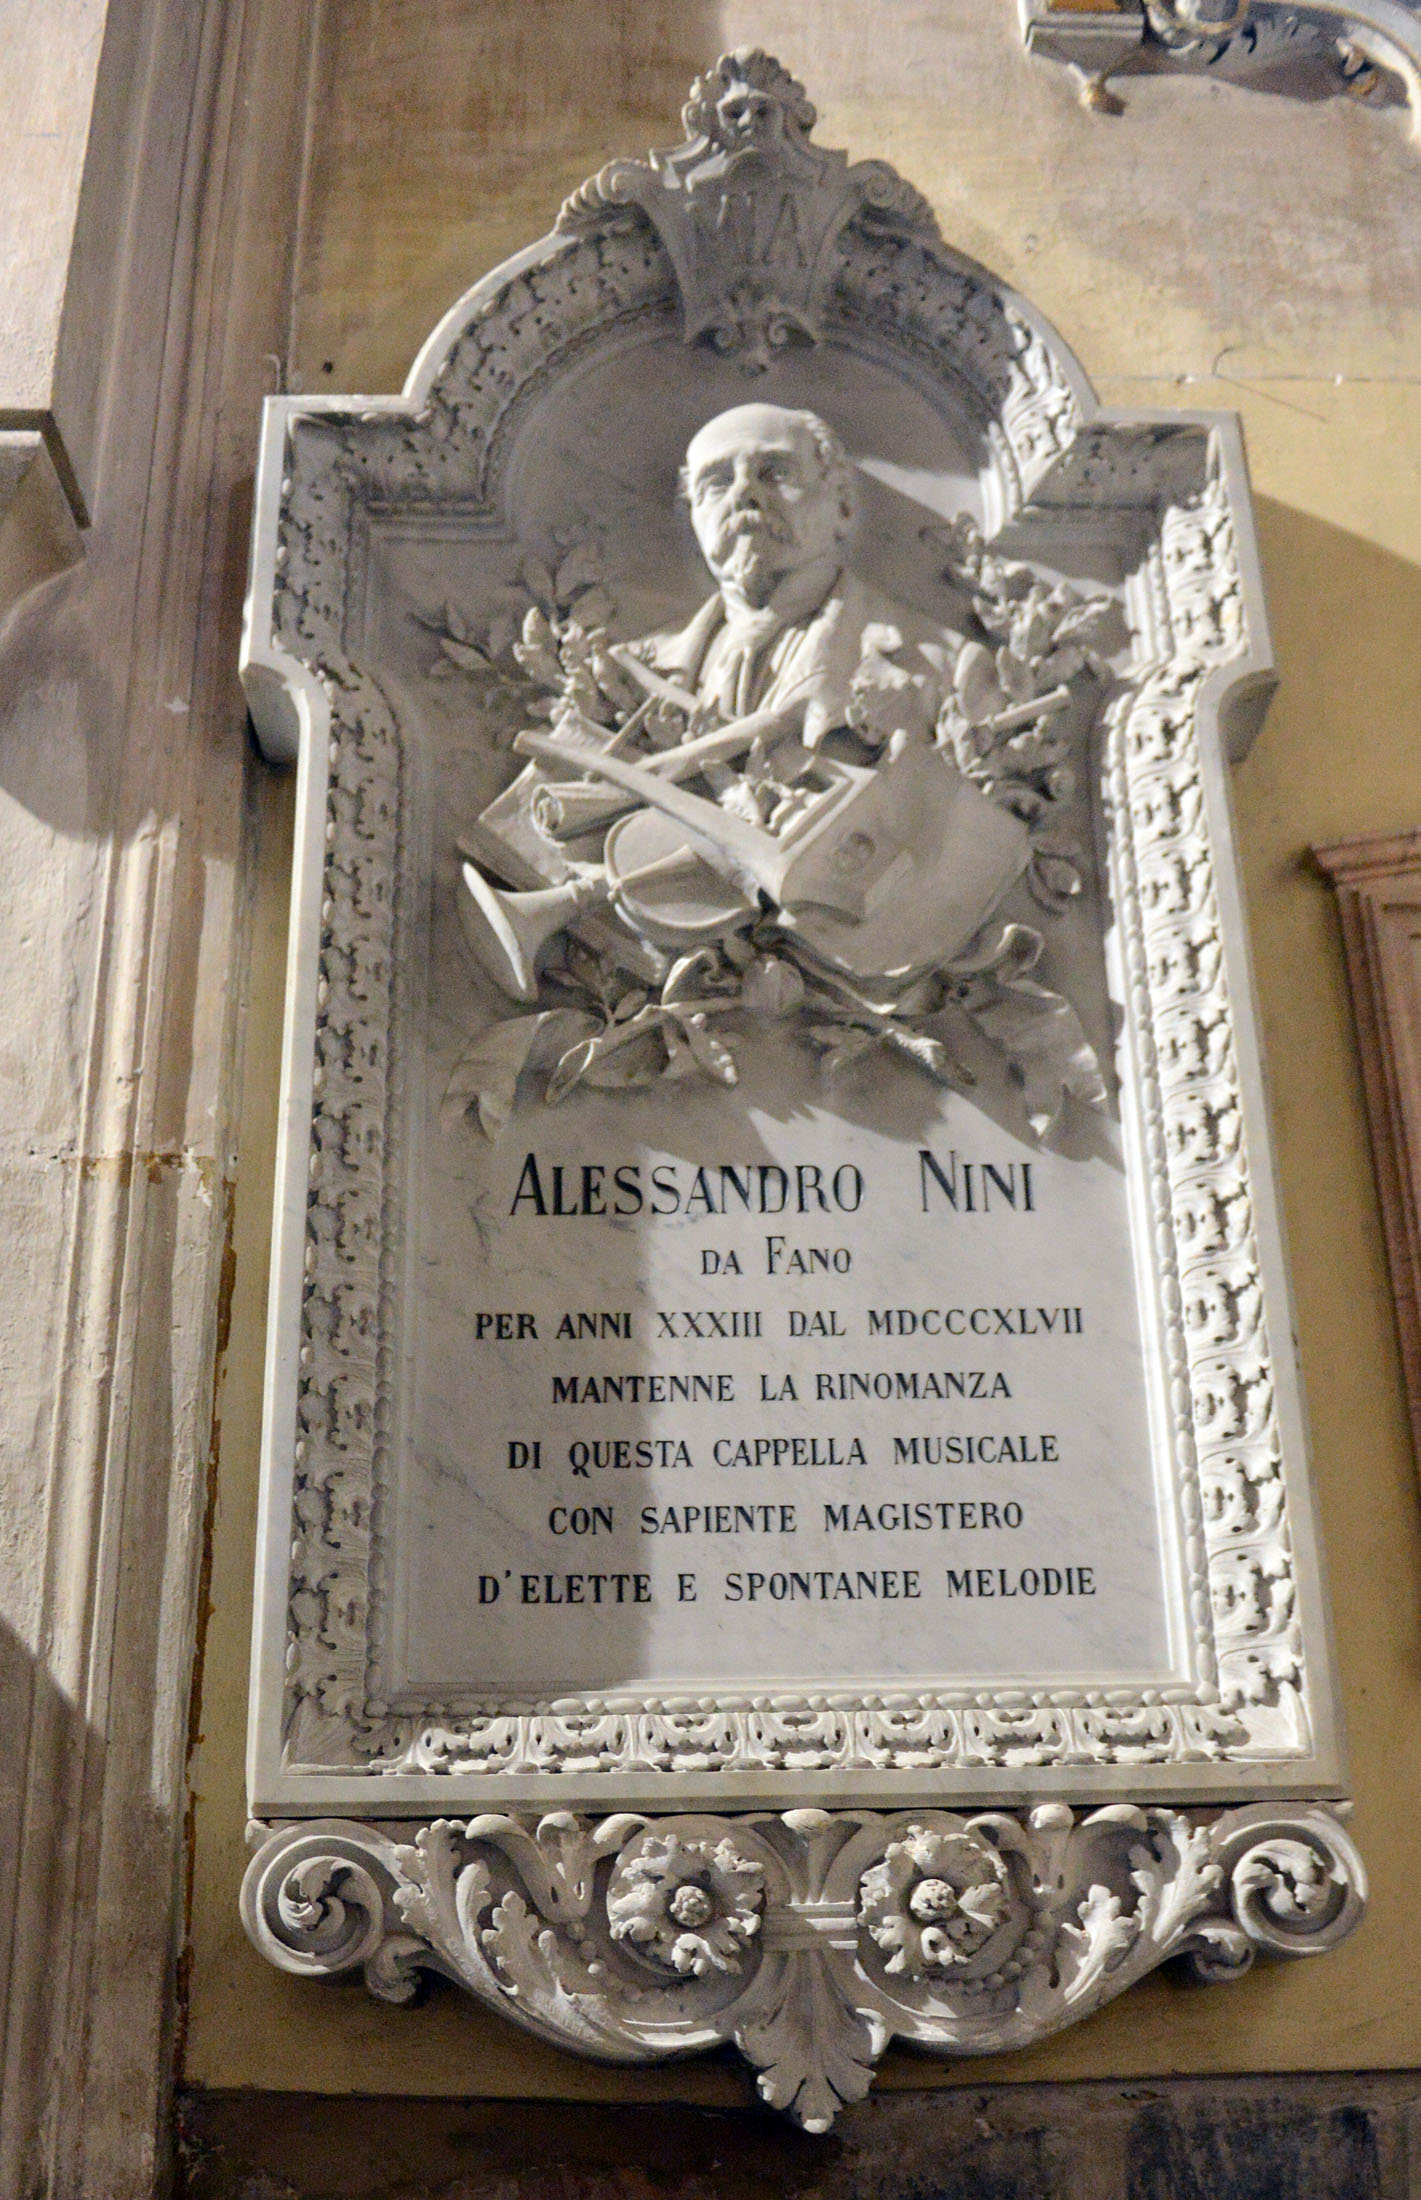 MIA
ALESSANDRO NINI
DA FANO
PER ANNI XXXIII DAL MDCCCXLVII
MANTENNE LA RINOMANZA
DI QUESTA CAPPELLA MUSICALE
CON SAPIENTE MAGISTERO
D'ELETTE E SPONTANEE MELODIE